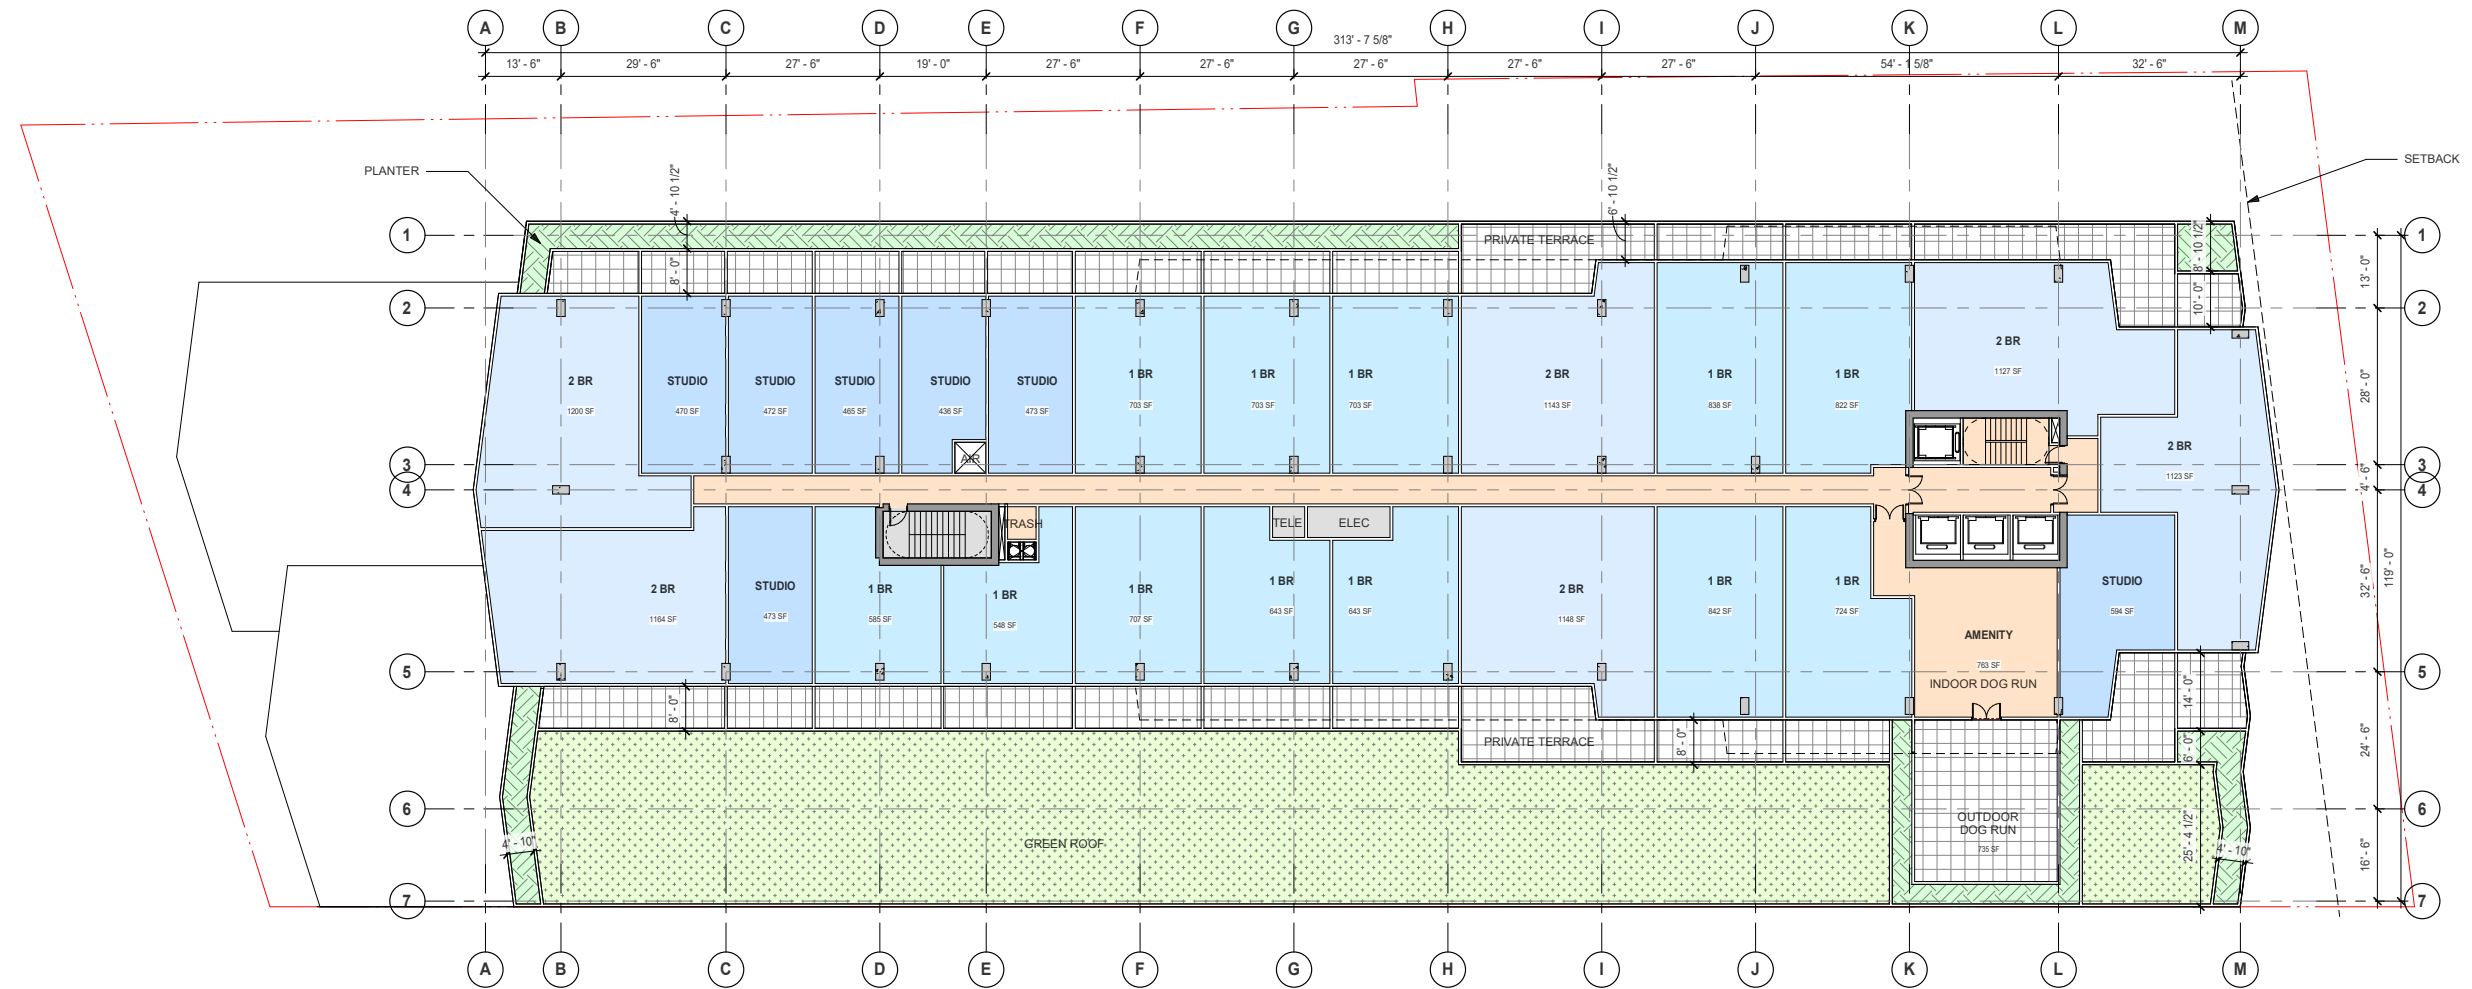 A B C D E F G H I J K L M
313' - 7 5/8"
13' - 6" 29' - 6" 27' - 6" 19' - 0" 27' - 6" 27' - 6" 27' - 6" 27' - 6" 27' - 6" 54' - 1 5/8" 32' - 6"
PLANTER
SETBACK
4' - 10 1/2"
6' - 10 1/2"
8' - 10 1/2"
1
PRIVATE TERRACE
1
8' - 0"
10' - 0"
13' - 0"
2
2
2 BR
1200 SF
STUDIO
470 SF
STUDIO
472 SF
STUDIO
465 SF
STUDIO
436 SF
STUDIO
473 SF
1 BR
703 SF
1 BR
703 SF
1 BR
703 SF
2 BR
1143 SF
1 BR
838 SF
1 BR
822 SF
2 BR
1127 SF
2 BR
1123 SF
28' - 0"
AIR
3
3
4' - 6"
4
4
TRASH
TELE
ELEC
2 BR
1164 SF
STUDIO
473 SF
1 BR
585 SF
1 BR
548 SF
1 BR
707 SF
1 BR
643 SF
1 BR
643 SF
2 BR
1148 SF
1 BR
842 SF
1 BR
724 SF
AMENITY
763 SF
INDOOR DOG RUN
STUDIO
594 SF
32' - 6"
119' - 0"
5
5
8' - 0"
PRIVATE TERRACE
8' - 0"
14' - 0"
6' - 0"
24' - 6"
6
6
OUTDOOR
DOG RUN
735 SF
GREEN ROOF
4' - 10"
25' - 4 1/2"
4' - 10"
16' - 6"
7
7
A B C D E F G H I J K L M